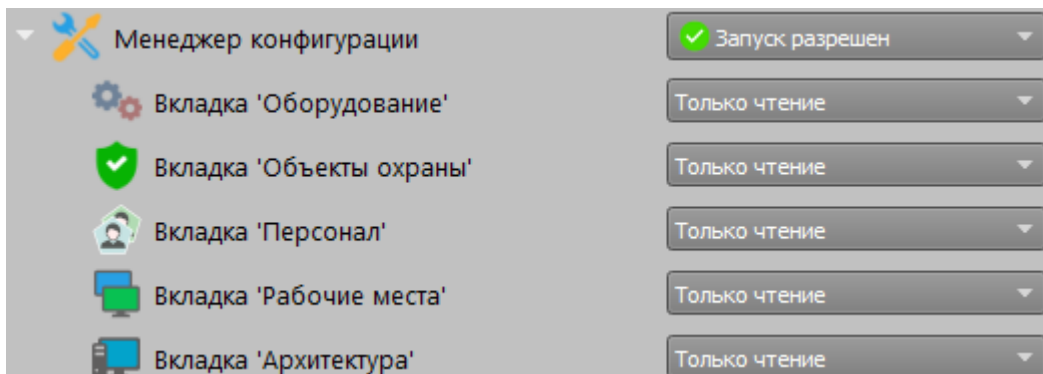 Менеджер конфигурации Запуск разрешен
Вкладка 'Оборудование' Только чтение
Вкладка 'Объекты охраны' Только чтение
Вкладка 'Персонал' Только чтение
Вкладка 'Рабочие места' Только чтение
Вкладка 'Архитектура' Только чтение